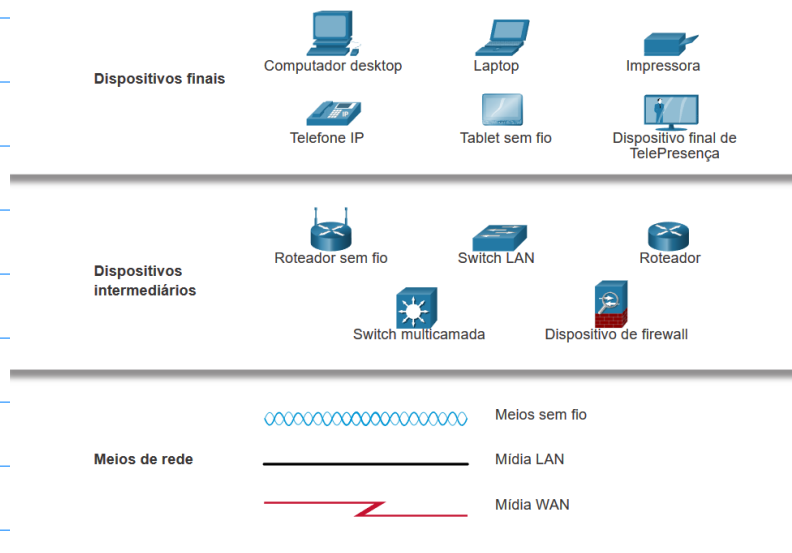 Dispositivos finais
Computador desktop
Laptop
Impressora
Telefone IP
Tablet sem fio
Dispositivo final de
TelePresença
Dispositivos
intermediários
Roteador sem fio
Switch LAN
Roteador
Switch multicamada
Dispositivo de firewall
Meios de rede
Meios sem fio
Mídia LAN
Mídia WAN